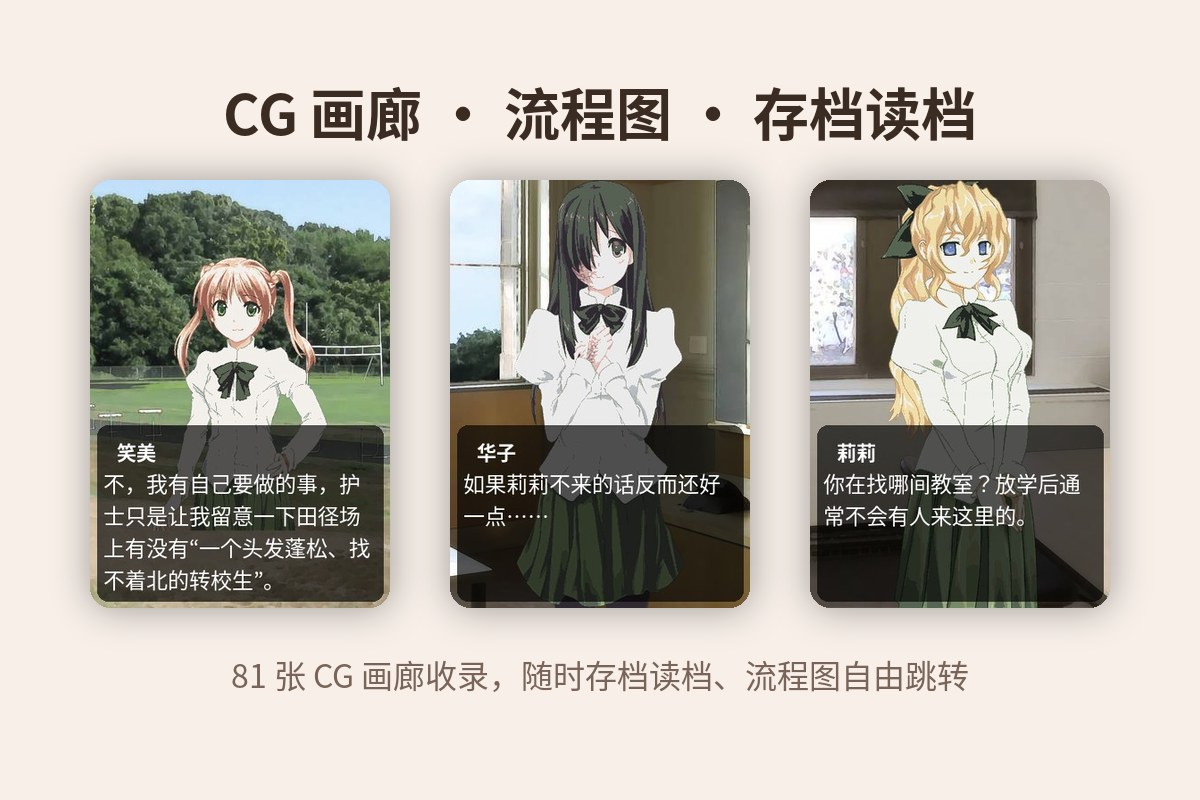 CG 画廊 · 流程图 · 存档读档
笑美
不，我有自己要做的事，护
士只是让我留意一下田径场
上有没有“一个头发蓬松、找
不着北的转校生”。
华子
如果莉莉不来的话反而还好
一点……
莉莉
你在找哪间教室？放学后通
常不会有人来这里的。
81 张 CG 画廊收录，随时存档读档、流程图自由跳转